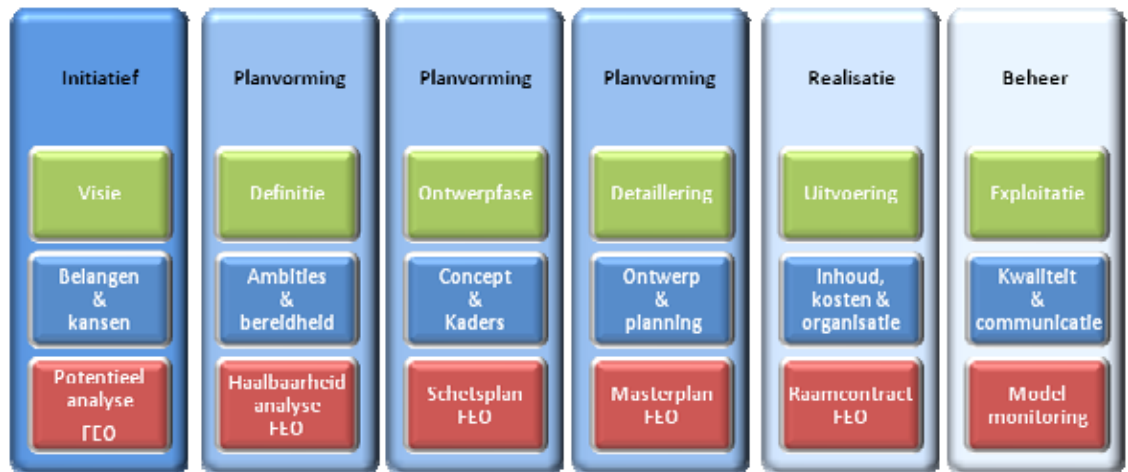 Initiatief
Visie
Belangen
&
kansen
Potentieel
analyse
FEO
Planvorming
Definitie
Ambities
&
bereidheid
Haalbaarheid
analyse
FEO
Planvorming
Ontwerpfase
Concept
&
Kaders
Schetsplan
FEO
Planvorming
Detaillering
Ontwerp
&
planning
Masterplan
FEO
Realisatie
Uitvoering
Inhoud,
kosten &
organisatie
Raamcontract
FEO
Beheer
Exploitatie
Kwaliteit
&
communicatie
Model
monitoring